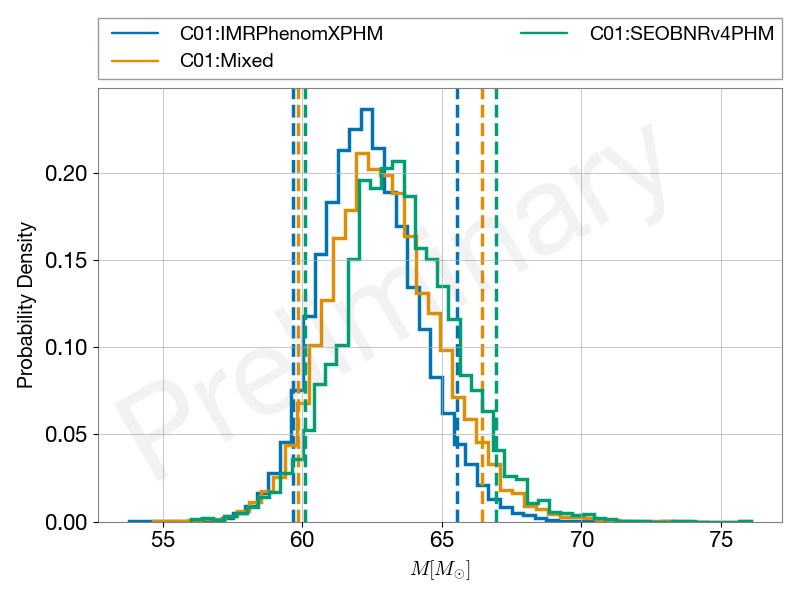 C01:IMRPhenomXPHM
C01:Mixed
C01:SEOBNRv4PHM
0.20
0.15
0.10
0.05
0.00
Probability Density
Preliminary
55 60 65 70 75
M[M⊙]